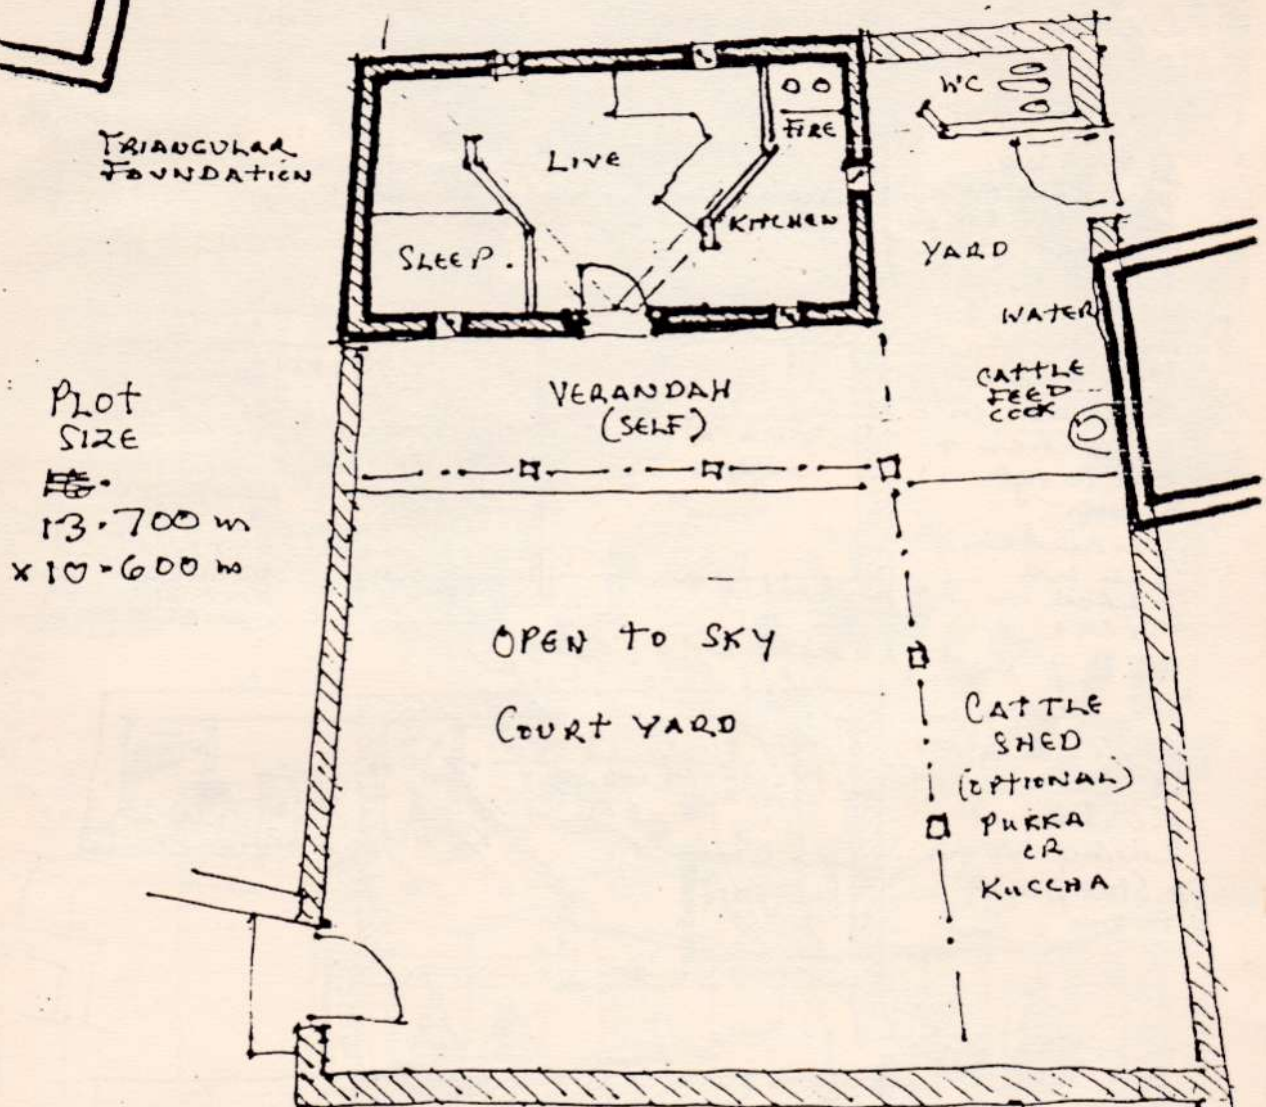 TRIANGULAR
FOUNDATION
LIVE
FIRE
KITCHEN
SLEEP.
WC
YARD
WATER
CATTLE
FEED
COOK
VERANDAH
(SELF)
PLOT
SIZE
13.700 m
x 10.600 m
OPEN TO SKY
COURT YARD
CATTLE
SHED
(OPTIONAL)
PUKKA
OR
KUCCHA